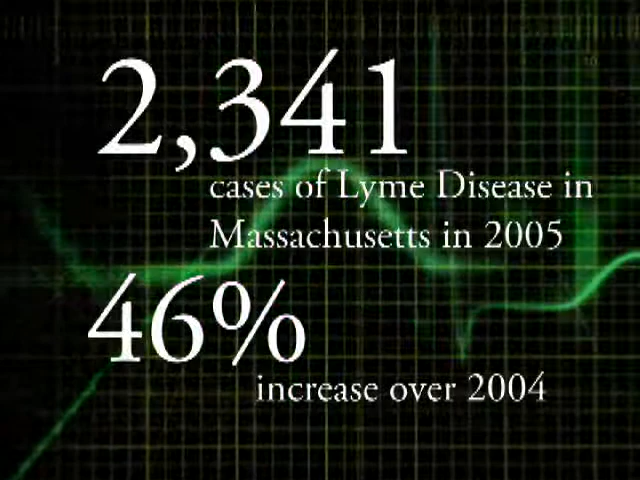 2,341
cases of Lyme Disease in
Massachusetts in 2005
46%
increase over 2004